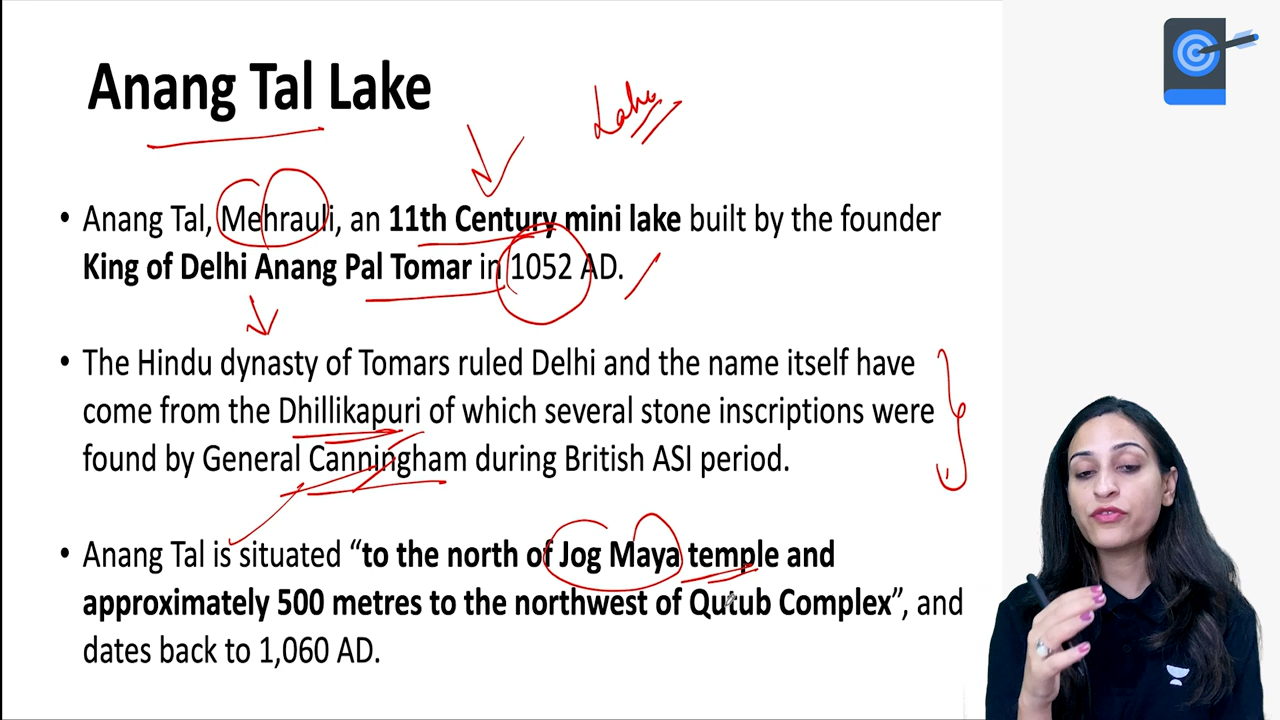 Anang Tal Lake
Lake
• Anang Tal, Mehrauli, an 11th Century mini lake built by the founder
King of Delhi Anang Pal Tomar in 1052 AD.
• The Hindu dynasty of Tomars ruled Delhi and the name itself have
come from the Dhillikapuri of which several stone inscriptions were
found by General Canningham during British ASI period.
• Anang Tal is situated “to the north of Jog Maya temple and
approximately 500 metres to the northwest of Qutub Complex”, and
dates back to 1,060 AD.